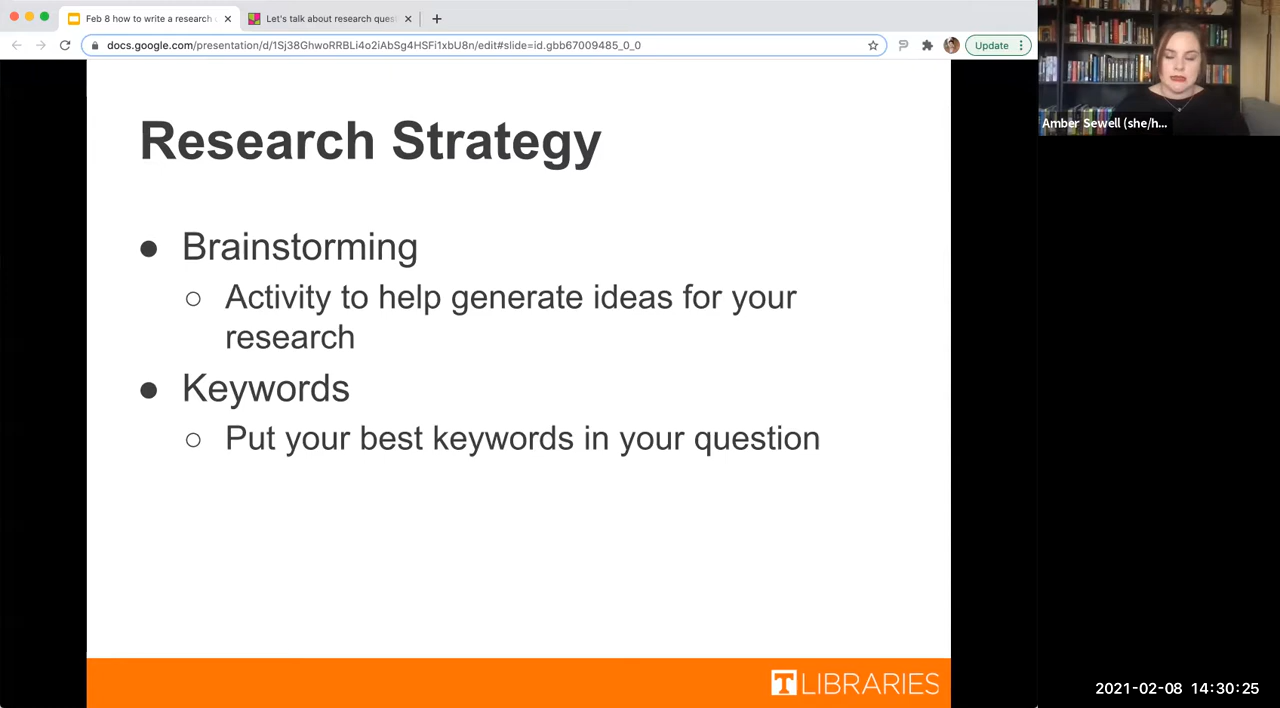 Feb 8 how to write a research
Let's talk about research ques
docs.google.com/presentation/d/1Sj38GhwoRRBLi4o2iAbSg4HSFi1xbU8n/edit#slide=id.gbb67009485_0_0
Update
Amber Sewell (she/h...
Research Strategy
● Brainstorming
○ Activity to help generate ideas for your
research
● Keywords
○ Put your best keywords in your question
T LIBRARIES
2021-02-08 14:30:25